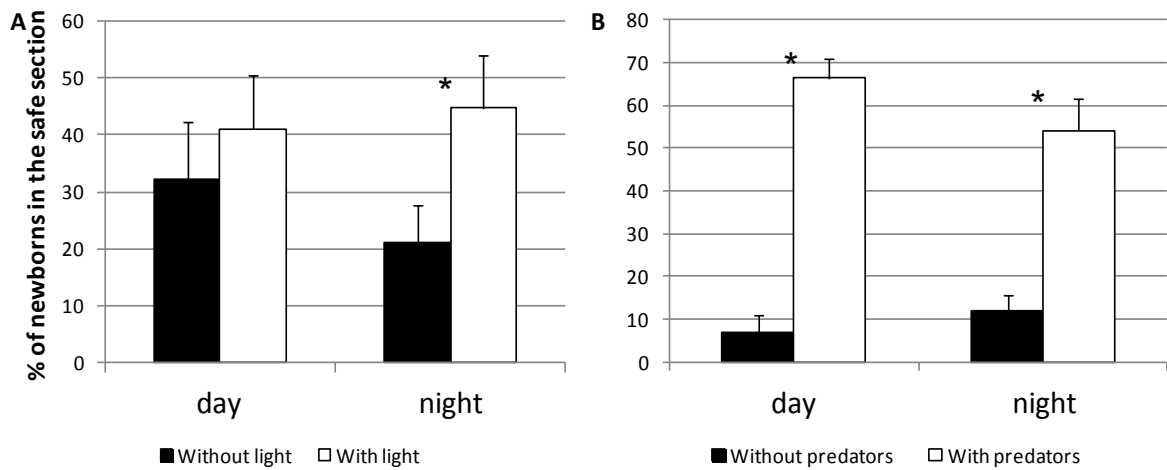 A
% of newborns in the safe section
60
50
40
30
20
10
0
*
day night
Without light With light
B
80
70
60
50
40
30
20
10
0
* *
day night
Without predators With predators